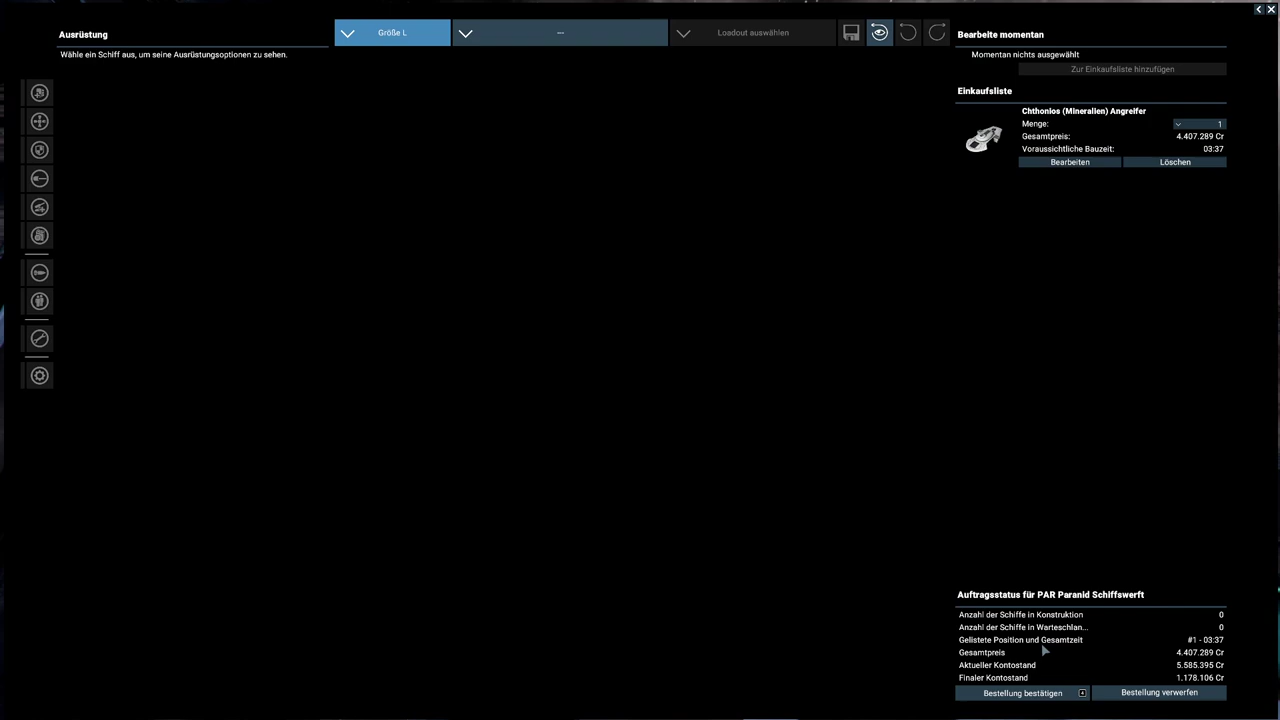 Ausrüstung
Wähle ein Schiff aus, um seine Ausrüstungsoptionen zu sehen.
Größe L
---
Loadout auswählen
Bearbeite momentan
Momentan nichts ausgewählt
Zur Einkaufsliste hinzufügen
Einkaufsliste
Chthonios (Mineralien) Angreifer
Menge: 1
Gesamtpreis: 4.407.289 Cr
Voraussichtliche Bauzeit: 03:37
Bearbeiten Löschen
Auftragsstatus für PAR Paranid Schiffswerft
Anzahl der Schiffe in Konstruktion 0
Anzahl der Schiffe in Warteschlan... 0
Gelistete Position und Gesamtzeit #1 - 03:37
Gesamtpreis 4.407.289 Cr
Aktueller Kontostand 5.585.395 Cr
Finaler Kontostand 1.178.106 Cr
Bestellung bestätigen Bestellung verwerfen